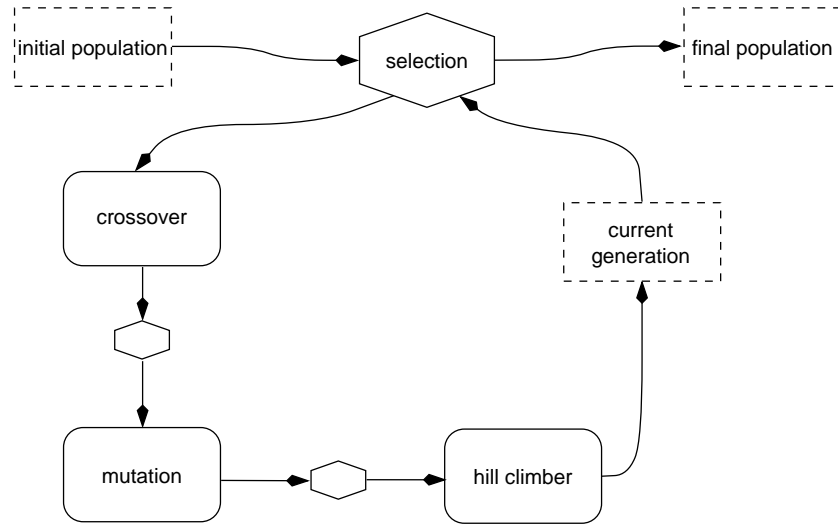 initial population
selection
final population
crossover
current
generation
mutation
hill climber